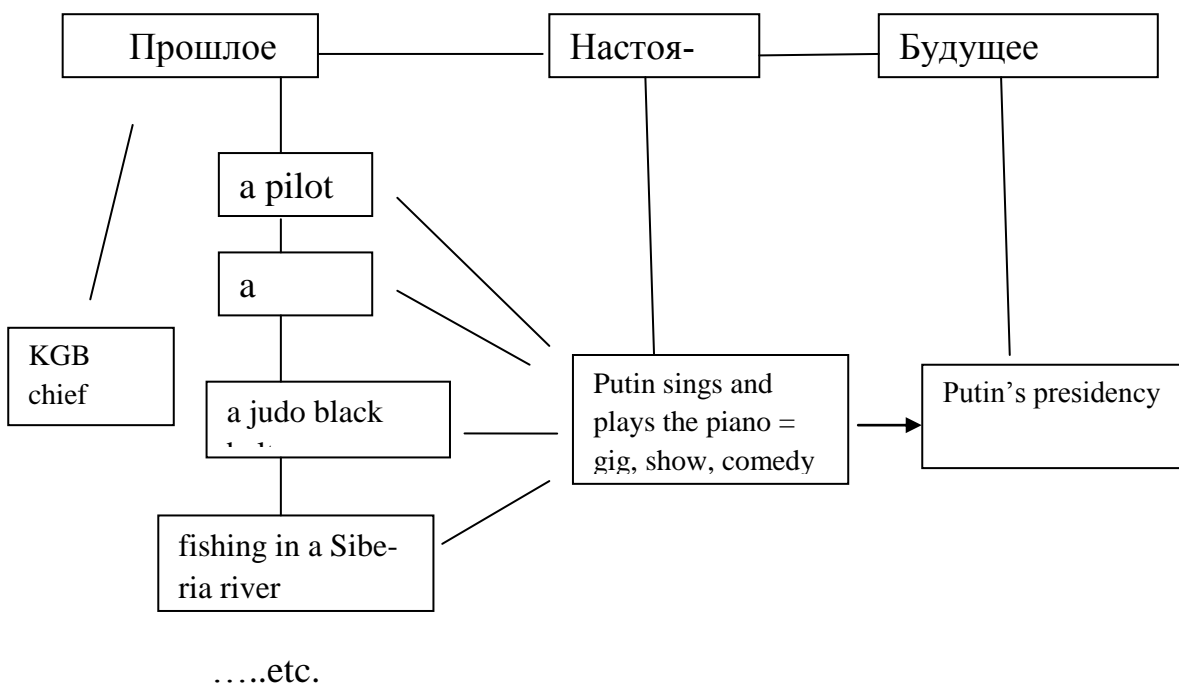 Прошлое
Настоя-
Будущее
a pilot
a
KGB
chief
a judo black
Putin sings and
plays the piano =
gig, show, comedy
Putin’s presidency
fishing in a Sibe-
ria river
…..etc.